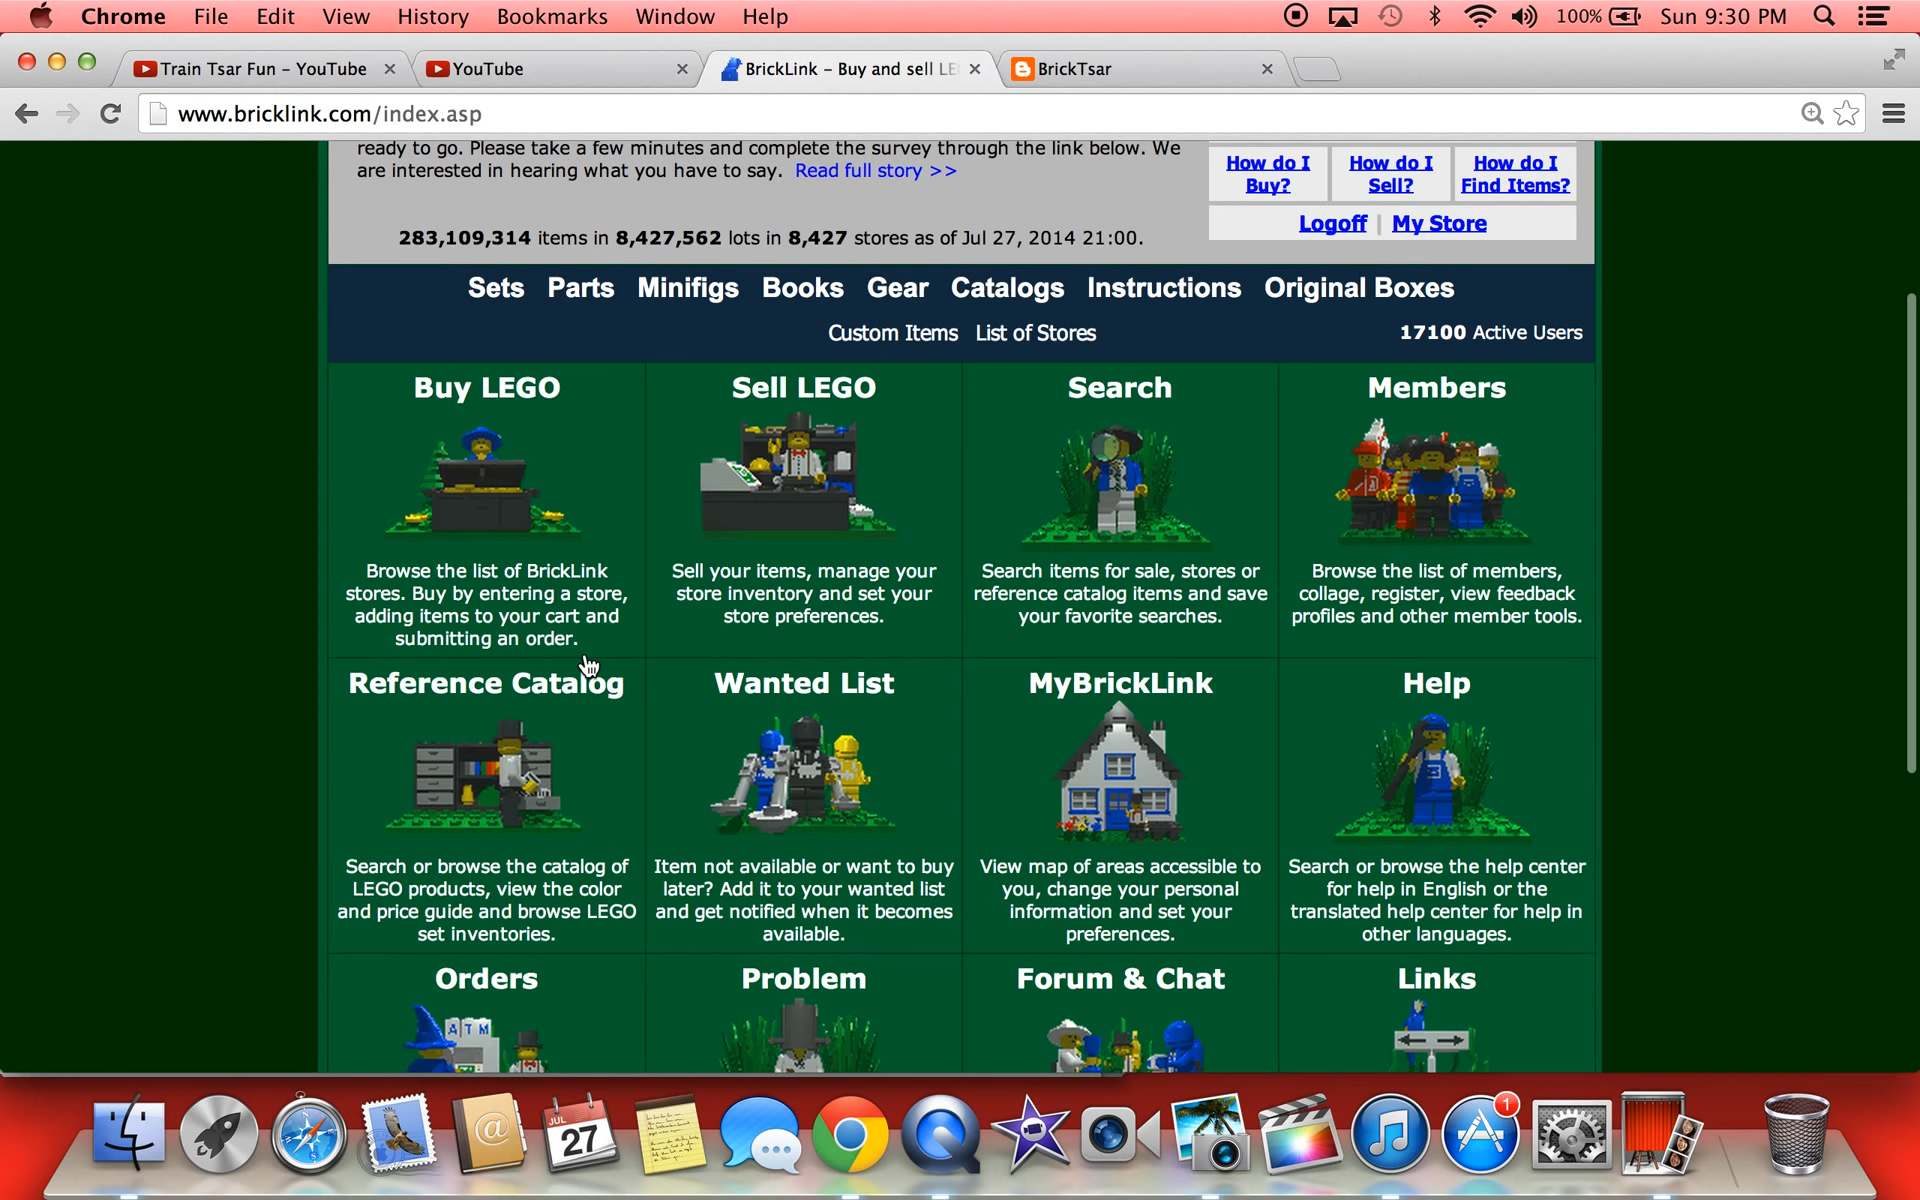 Chrome File Edit View History Bookmarks Window Help 100% Sun 9:30 PM
Train Tsar Fun – YouTube YouTube BrickLink – Buy and sell LE BrickTsar
www.bricklink.com/index.asp
ready to go. Please take a few minutes and complete the survey through the link below. We
are interested in hearing what you have to say. Read full story >>
How do I
Buy?
How do I
Sell?
How do I
Find Items?
Logoff | My Store
283,109,314 items in 8,427,562 lots in 8,427 stores as of Jul 27, 2014 21:00.
Sets Parts Minifigs Books Gear Catalogs Instructions Original Boxes
Custom Items List of Stores 17100 Active Users
Buy LEGO
Browse the list of BrickLink
stores. Buy by entering a store,
adding items to your cart and
submitting an order.
Sell LEGO
Sell your items, manage your
store inventory and set your
store preferences.
Search
Search items for sale, stores or
reference catalog items and save
your favorite searches.
Members
Browse the list of members,
collage, register, view feedback
profiles and other member tools.
Reference Catalog
Search or browse the catalog of
LEGO products, view the color
and price guide and browse LEGO
set inventories.
Wanted List
Item not available or want to buy
later? Add it to your wanted list
and get notified when it becomes
available.
MyBrickLink
View map of areas accessible to
you, change your personal
information and set your
preferences.
Help
Search or browse the help center
for help in English or the
translated help center for help in
other languages.
Orders
ATM
Problem
Forum & Chat
Links
JUL
27
1